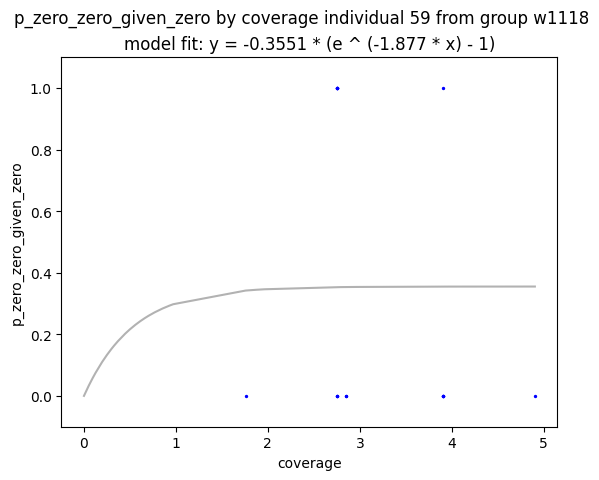 p_zero_zero_given_zero by coverage individual 59 from group w1118
model fit: y = -0.3551 * (e ^ (-1.877 * x) - 1)
p_zero_zero_given_zero
1.0
0.8
0.6
0.4
0.2
0.0
0 1 2 3 4 5
coverage